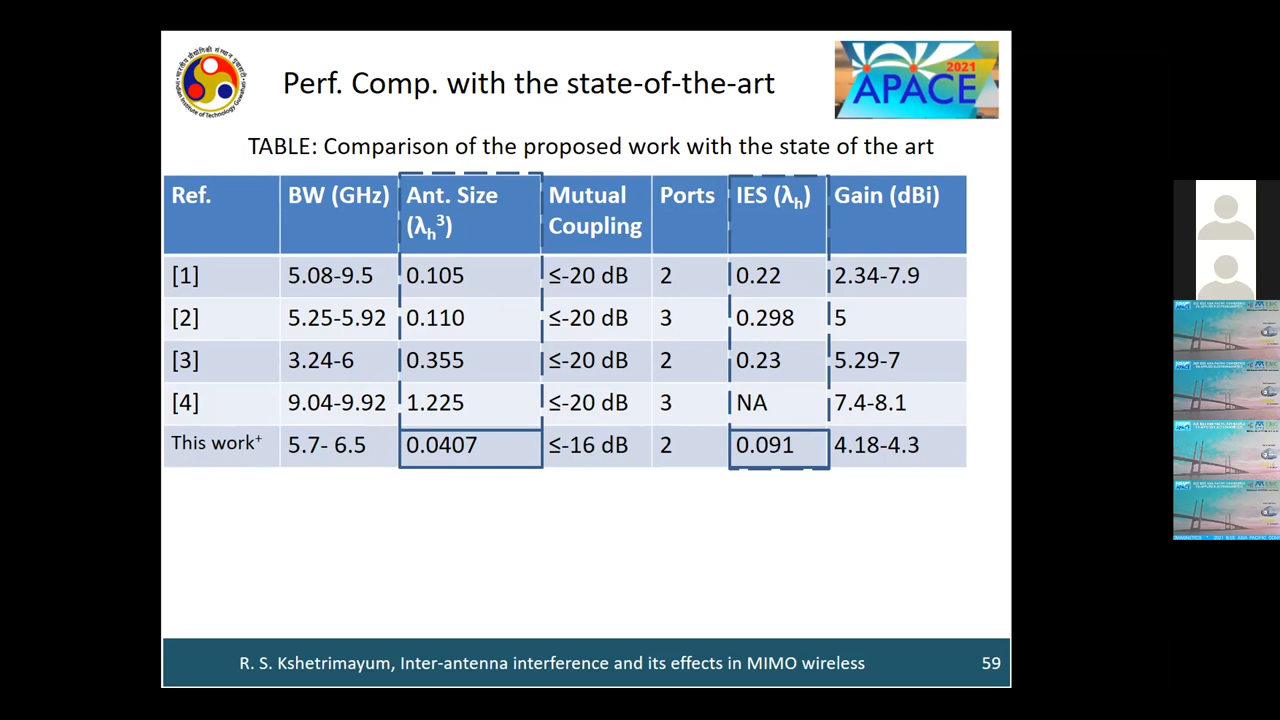 Perf. Comp. with the state-of-the-art
2021
APACE
TABLE: Comparison of the proposed work with the state of the art
Ref. BW (GHz) Ant. Size (λh³) Mutual Coupling Ports IES (λh) Gain (dBi)
[1] 5.08-9.5 0.105 ≤-20 dB 2 0.22 2.34-7.9
[2] 5.25-5.92 0.110 ≤-20 dB 3 0.298 5
[3] 3.24-6 0.355 ≤-20 dB 2 0.23 5.29-7
[4] 9.04-9.92 1.225 ≤-20 dB 3 NA 7.4-8.1
This work⁺ 5.7- 6.5 0.0407 ≤-16 dB 2 0.091 4.18-4.3
R. S. Kshetrimayum, Inter-antenna interference and its effects in MIMO wireless 59